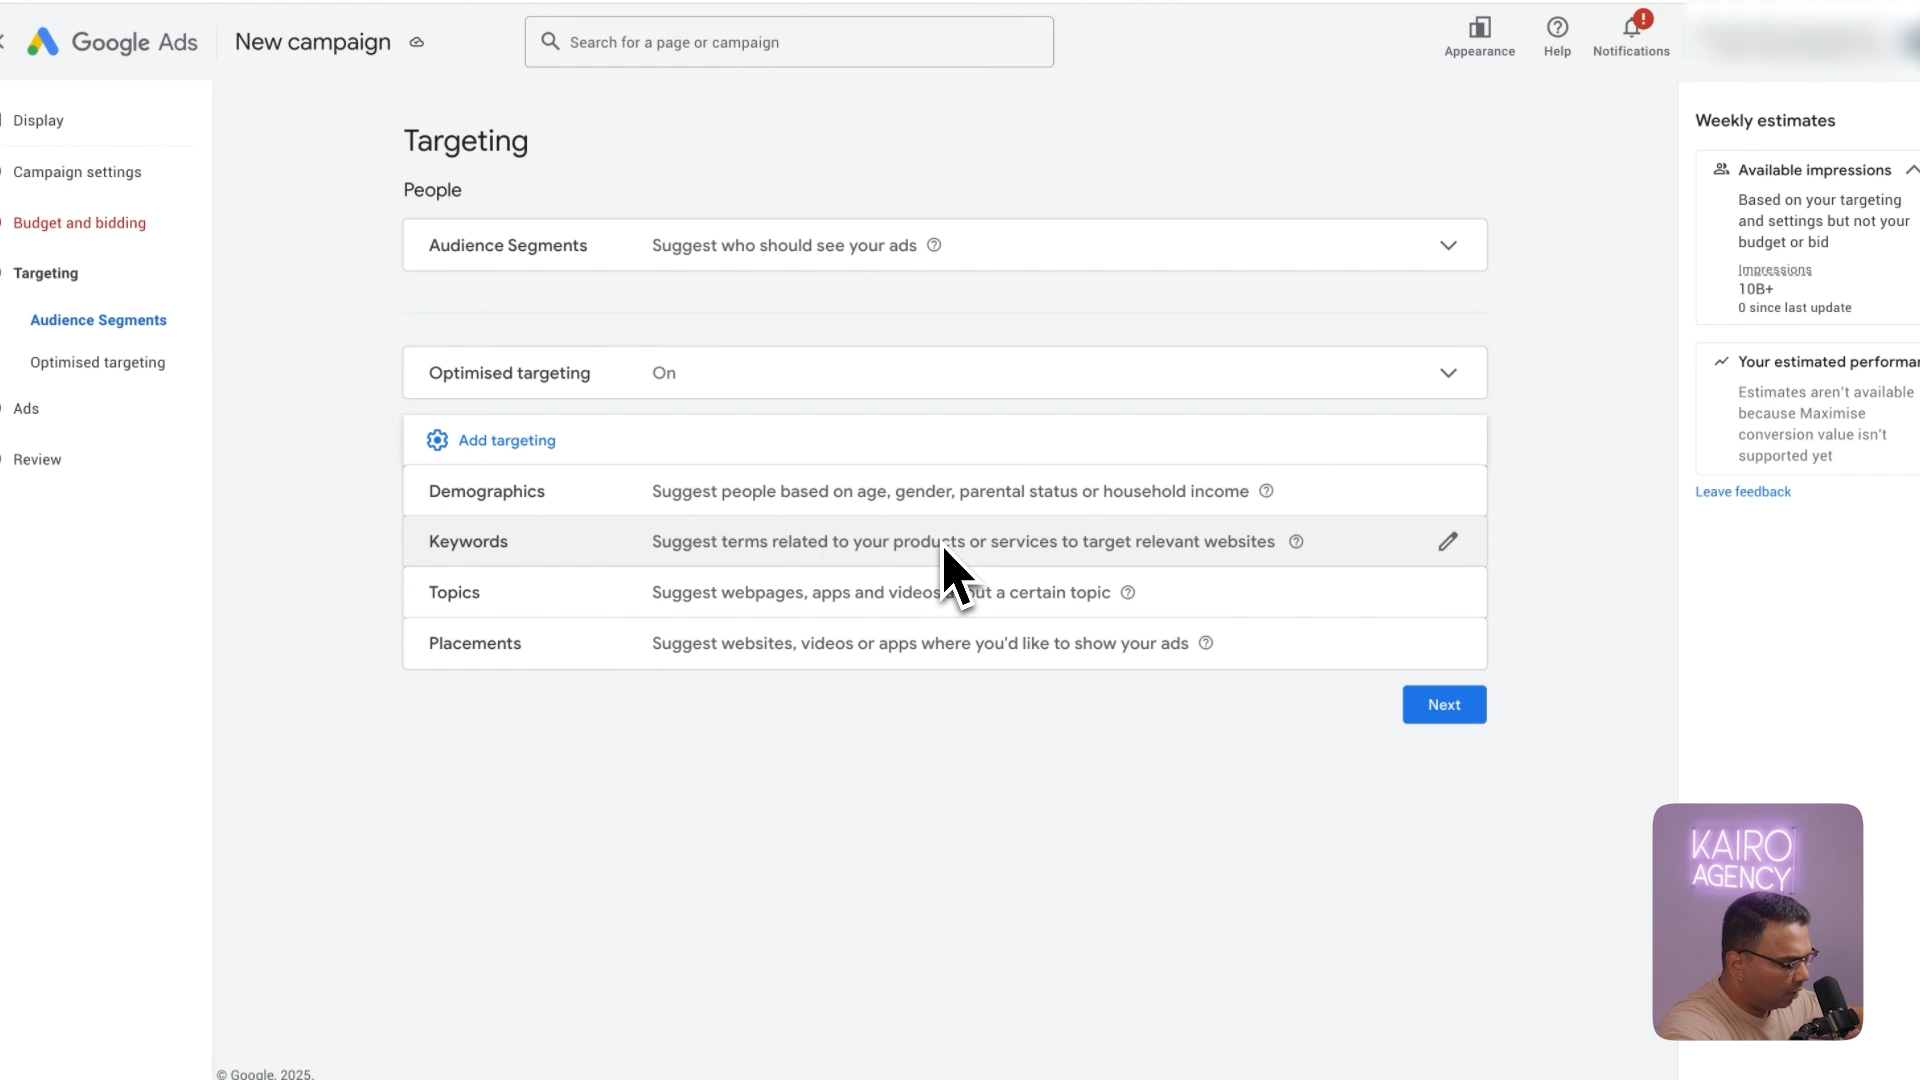 Google Ads
New campaign
Search for a page or campaign
Appearance
Help
Notifications
Display
Campaign settings
Budget and bidding
Targeting
Audience Segments
Optimised targeting
Ads
Review
Targeting
People
Audience Segments Suggest who should see your ads
Optimised targeting On
Add targeting
Demographics Suggest people based on age, gender, parental status or household income
Keywords Suggest terms related to your products or services to target relevant websites
Topics Suggest webpages, apps and videos about a certain topic
Placements Suggest websites, videos or apps where you'd like to show your ads
Next
Weekly estimates
Available impressions
Based on your targeting
and settings but not your
budget or bid
Impressions
10B+
0 since last update
Your estimated performan
Estimates aren't available
because Maximise
conversion value isn't
supported yet
Leave feedback
KAIRO
AGENCY
© Google, 2025.